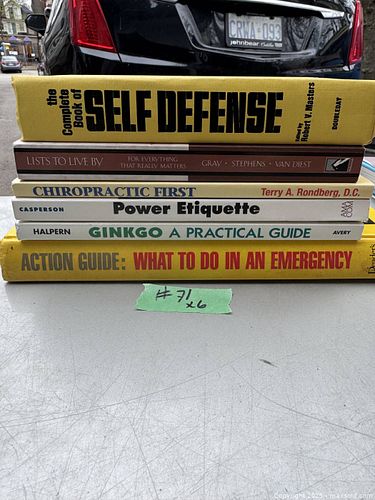 CRWA·093
johnbear
the Complete Book of SELF DEFENSE Edited by Robert V. Masters DOUBLEDAY
LISTS TO LIVE BY FOR EVERYTHING THAT REALLY MATTERS GRAY · STEPHENS · VAN DIEST
CHIROPRACTIC FIRST Terry A. Rondberg, D.C.
CASPERSON Power Etiquette
HALPERN GINKGO A PRACTICAL GUIDE AVERY
ACTION GUIDE: WHAT TO DO IN AN EMERGENCY
#71
x6